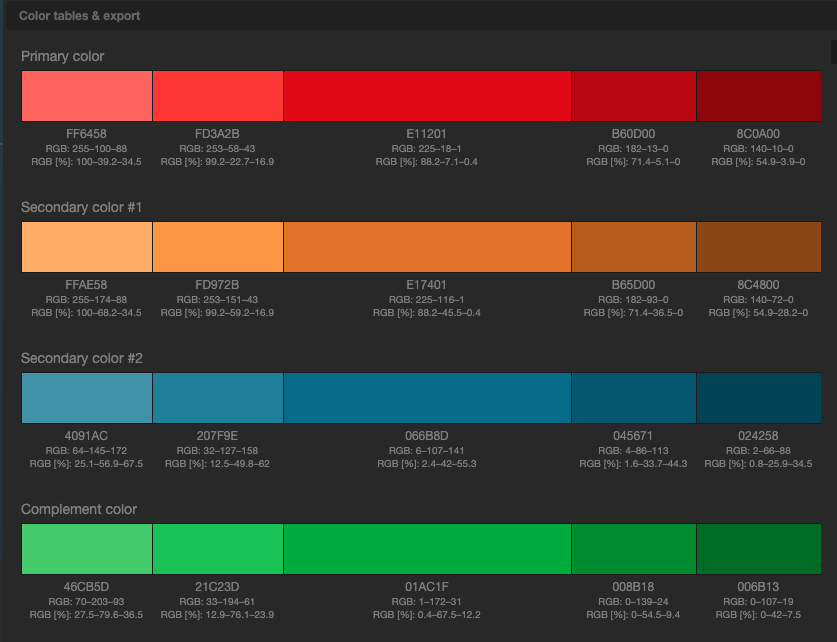 Color tables & export
Primary color
FF6458 FD3A2B E11201 B60D00 8C0A00
RGB: 255–100–88 RGB: 253–58–43 RGB: 225–18–1 RGB: 182–13–0 RGB: 140–10–0
RGB [%]: 100–39.2–34.5 RGB [%]: 99.2–22.7–16.9 RGB [%]: 88.2–7.1–0.4 RGB [%]: 71.4–5.1–0 RGB [%]: 54.9–3.9–0
Secondary color #1
FFAE58 FD972B E17401 B65D00 8C4800
RGB: 255–174–88 RGB: 253–151–43 RGB: 225–116–1 RGB: 182–93–0 RGB: 140–72–0
RGB [%]: 100–68.2–34.5 RGB [%]: 99.2–59.2–16.9 RGB [%]: 88.2–45.5–0.4 RGB [%]: 71.4–36.5–0 RGB [%]: 54.9–28.2–0
Secondary color #2
4091AC 207F9E 066B8D 045671 024258
RGB: 64–145–172 RGB: 32–127–158 RGB: 6–107–141 RGB: 4–86–113 RGB: 2–66–88
RGB [%]: 25.1–56.9–67.5 RGB [%]: 12.5–49.8–62 RGB [%]: 2.4–42–55.3 RGB [%]: 1.6–33.7–44.3 RGB [%]: 0.8–25.9–34.5
Complement color
46CB5D 21C23D 01AC1F 008B18 006B13
RGB: 70–203–93 RGB: 33–194–61 RGB: 1–172–31 RGB: 0–139–24 RGB: 0–107–19
RGB [%]: 27.5–79.6–36.5 RGB [%]: 12.9–76.1–23.9 RGB [%]: 0.4–67.5–12.2 RGB [%]: 0–54.5–9.4 RGB [%]: 0–42–7.5